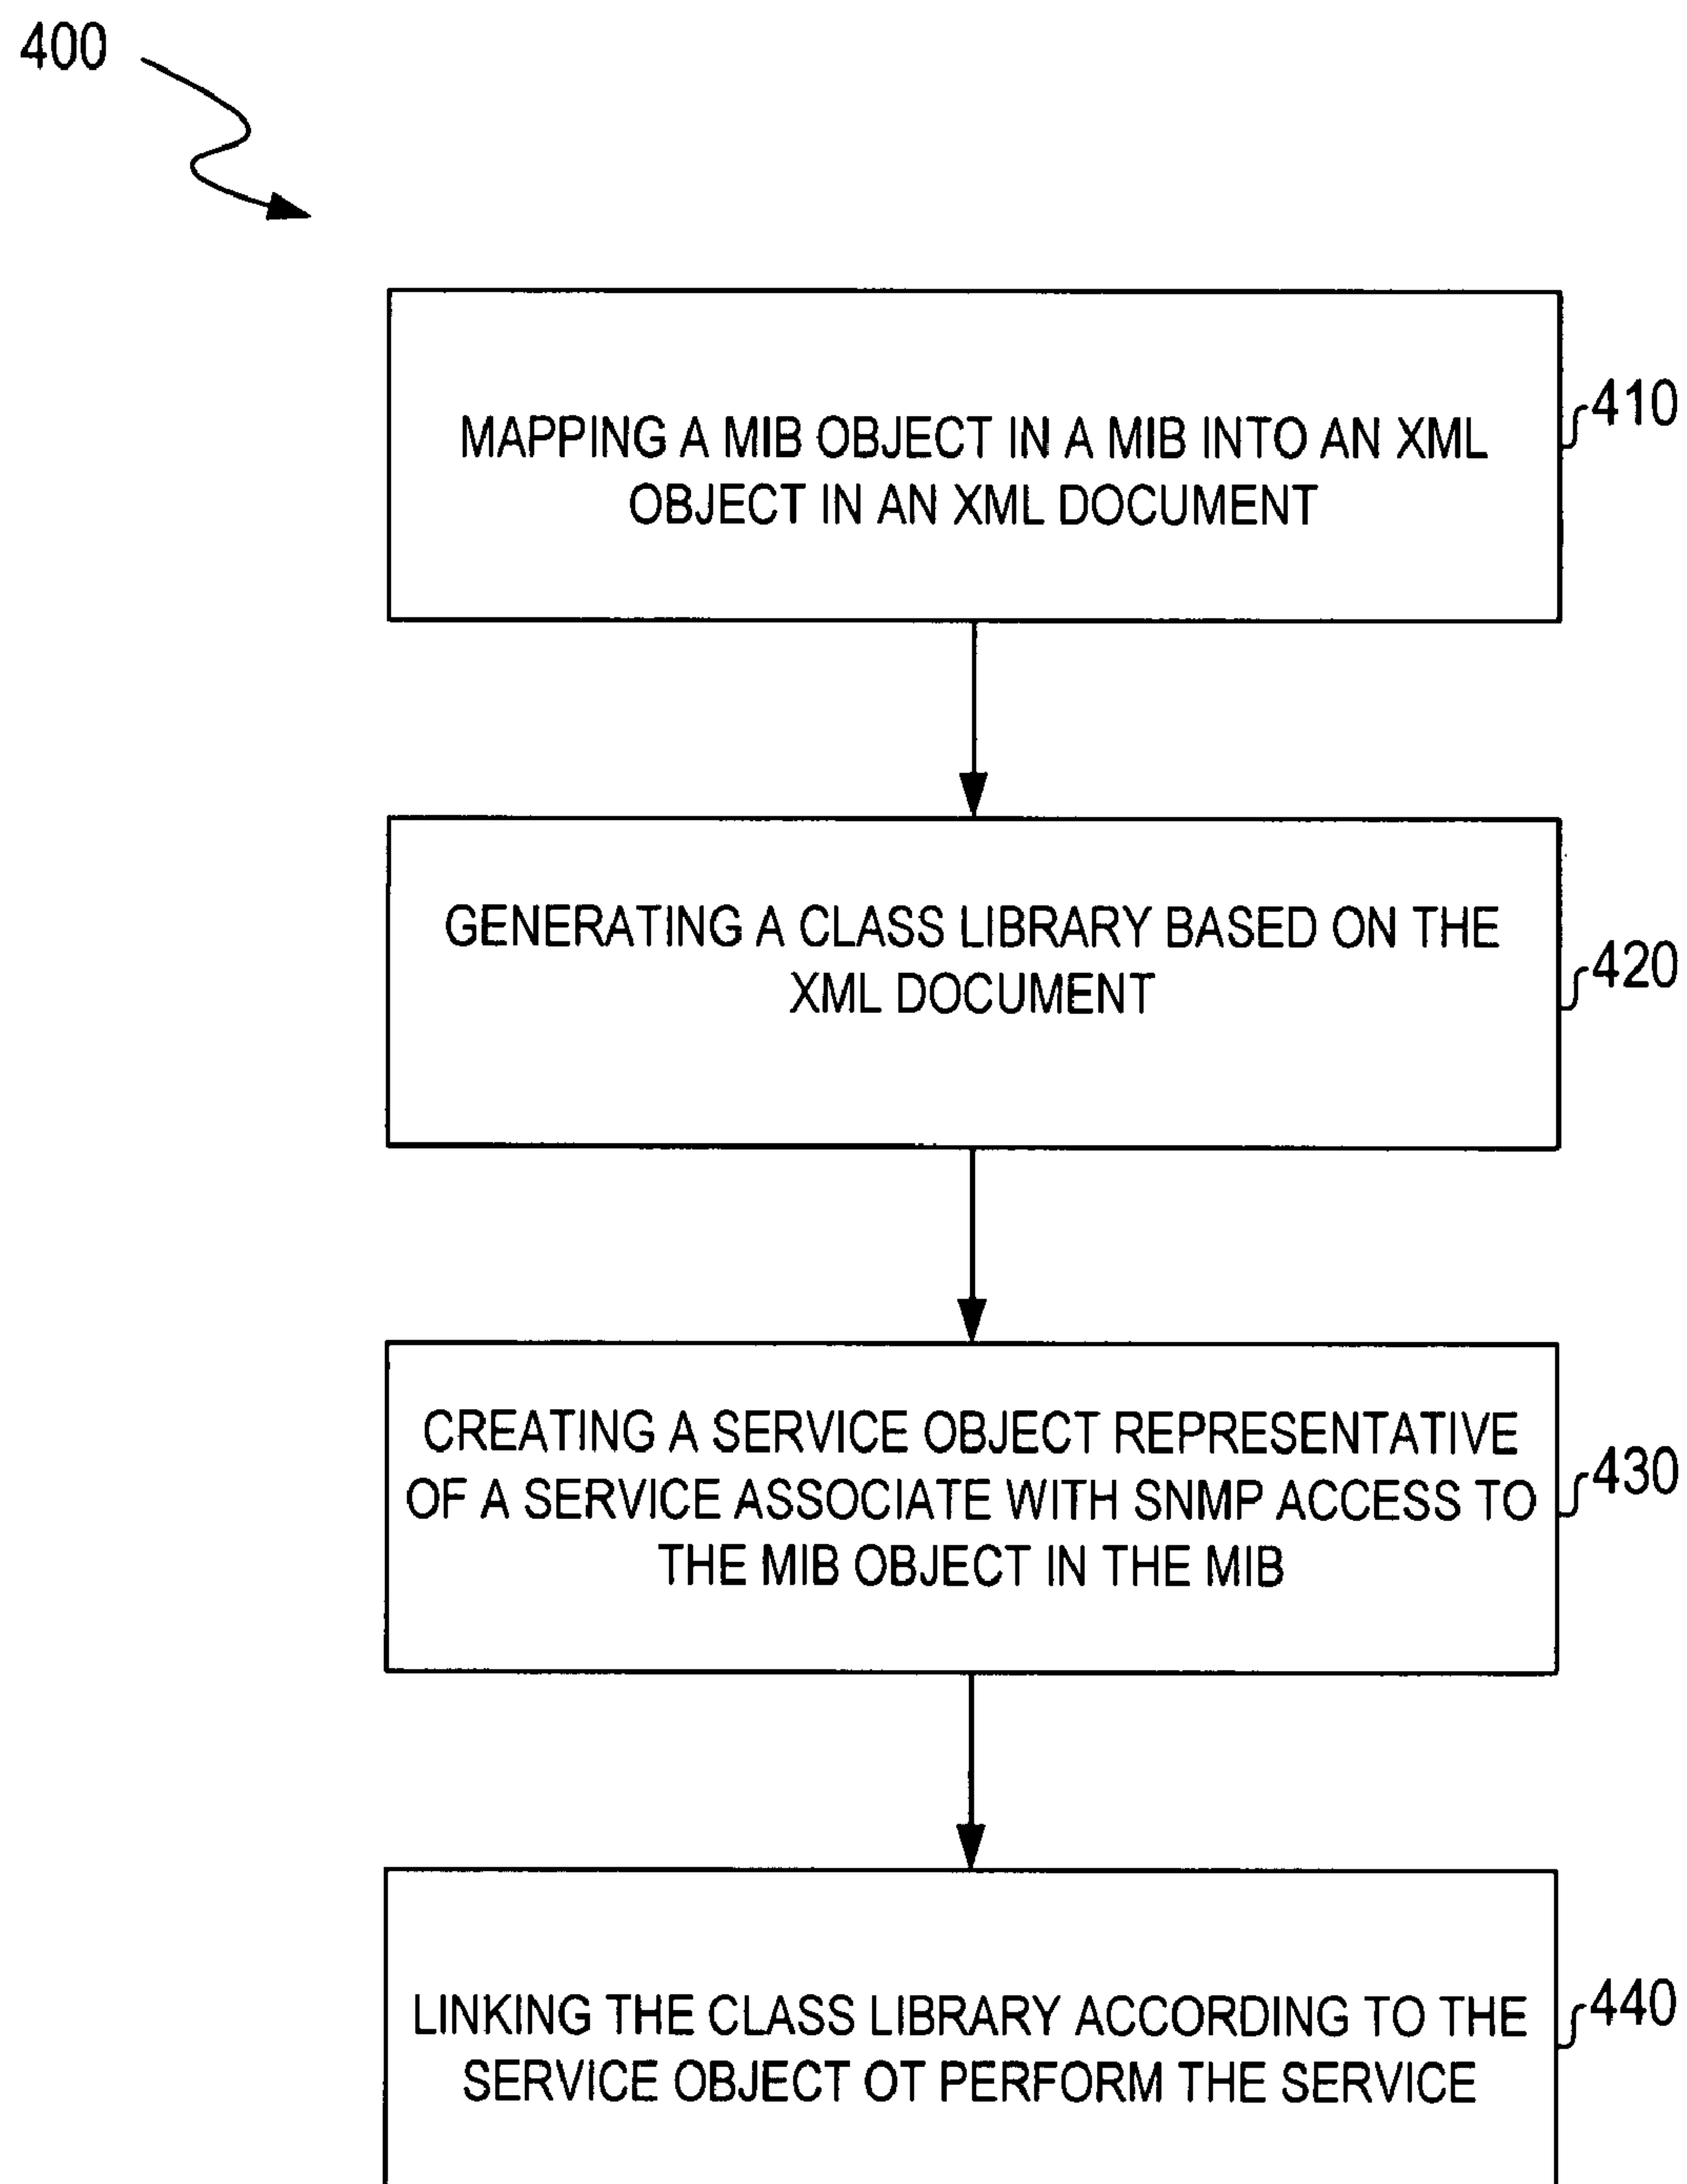 400
MAPPING A MIB OBJECT IN A MIB INTO AN XML
OBJECT IN AN XML DOCUMENT
410
GENERATING A CLASS LIBRARY BASED ON THE
XML DOCUMENT
420
CREATING A SERVICE OBJECT REPRESENTATIVE
OF A SERVICE ASSOCIATE WITH SNMP ACCESS TO
THE MIB OBJECT IN THE MIB
430
LINKING THE CLASS LIBRARY ACCORDING TO THE
SERVICE OBJECT OT PERFORM THE SERVICE
440